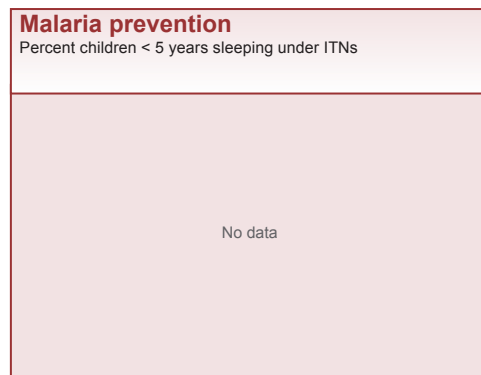 Malaria prevention
Percent children < 5 years sleeping under ITNs
No data